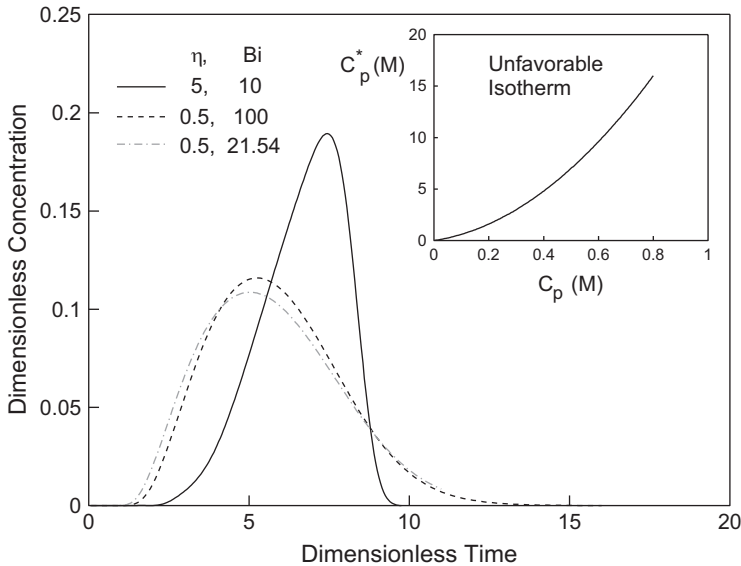 0.25
0.2
0.15
0.1
0.05
0
Dimensionless Concentration
η, Bi
5, 10
0.5, 100
0.5, 21.54
C*p (M)
20
15
10
5
0
Unfavorable
Isotherm
0 0.2 0.4 0.6 0.8 1
Cp (M)
0 5 10 15 20
Dimensionless Time